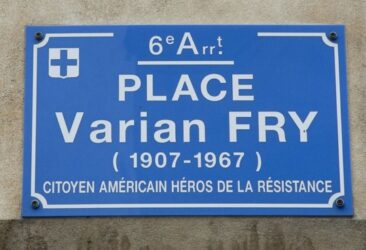 6e Arrt.
PLACE
Varian FRY
( 1907-1967 )
CITOYEN AMÉRICAIN HÉROS DE LA RÉSISTANCE